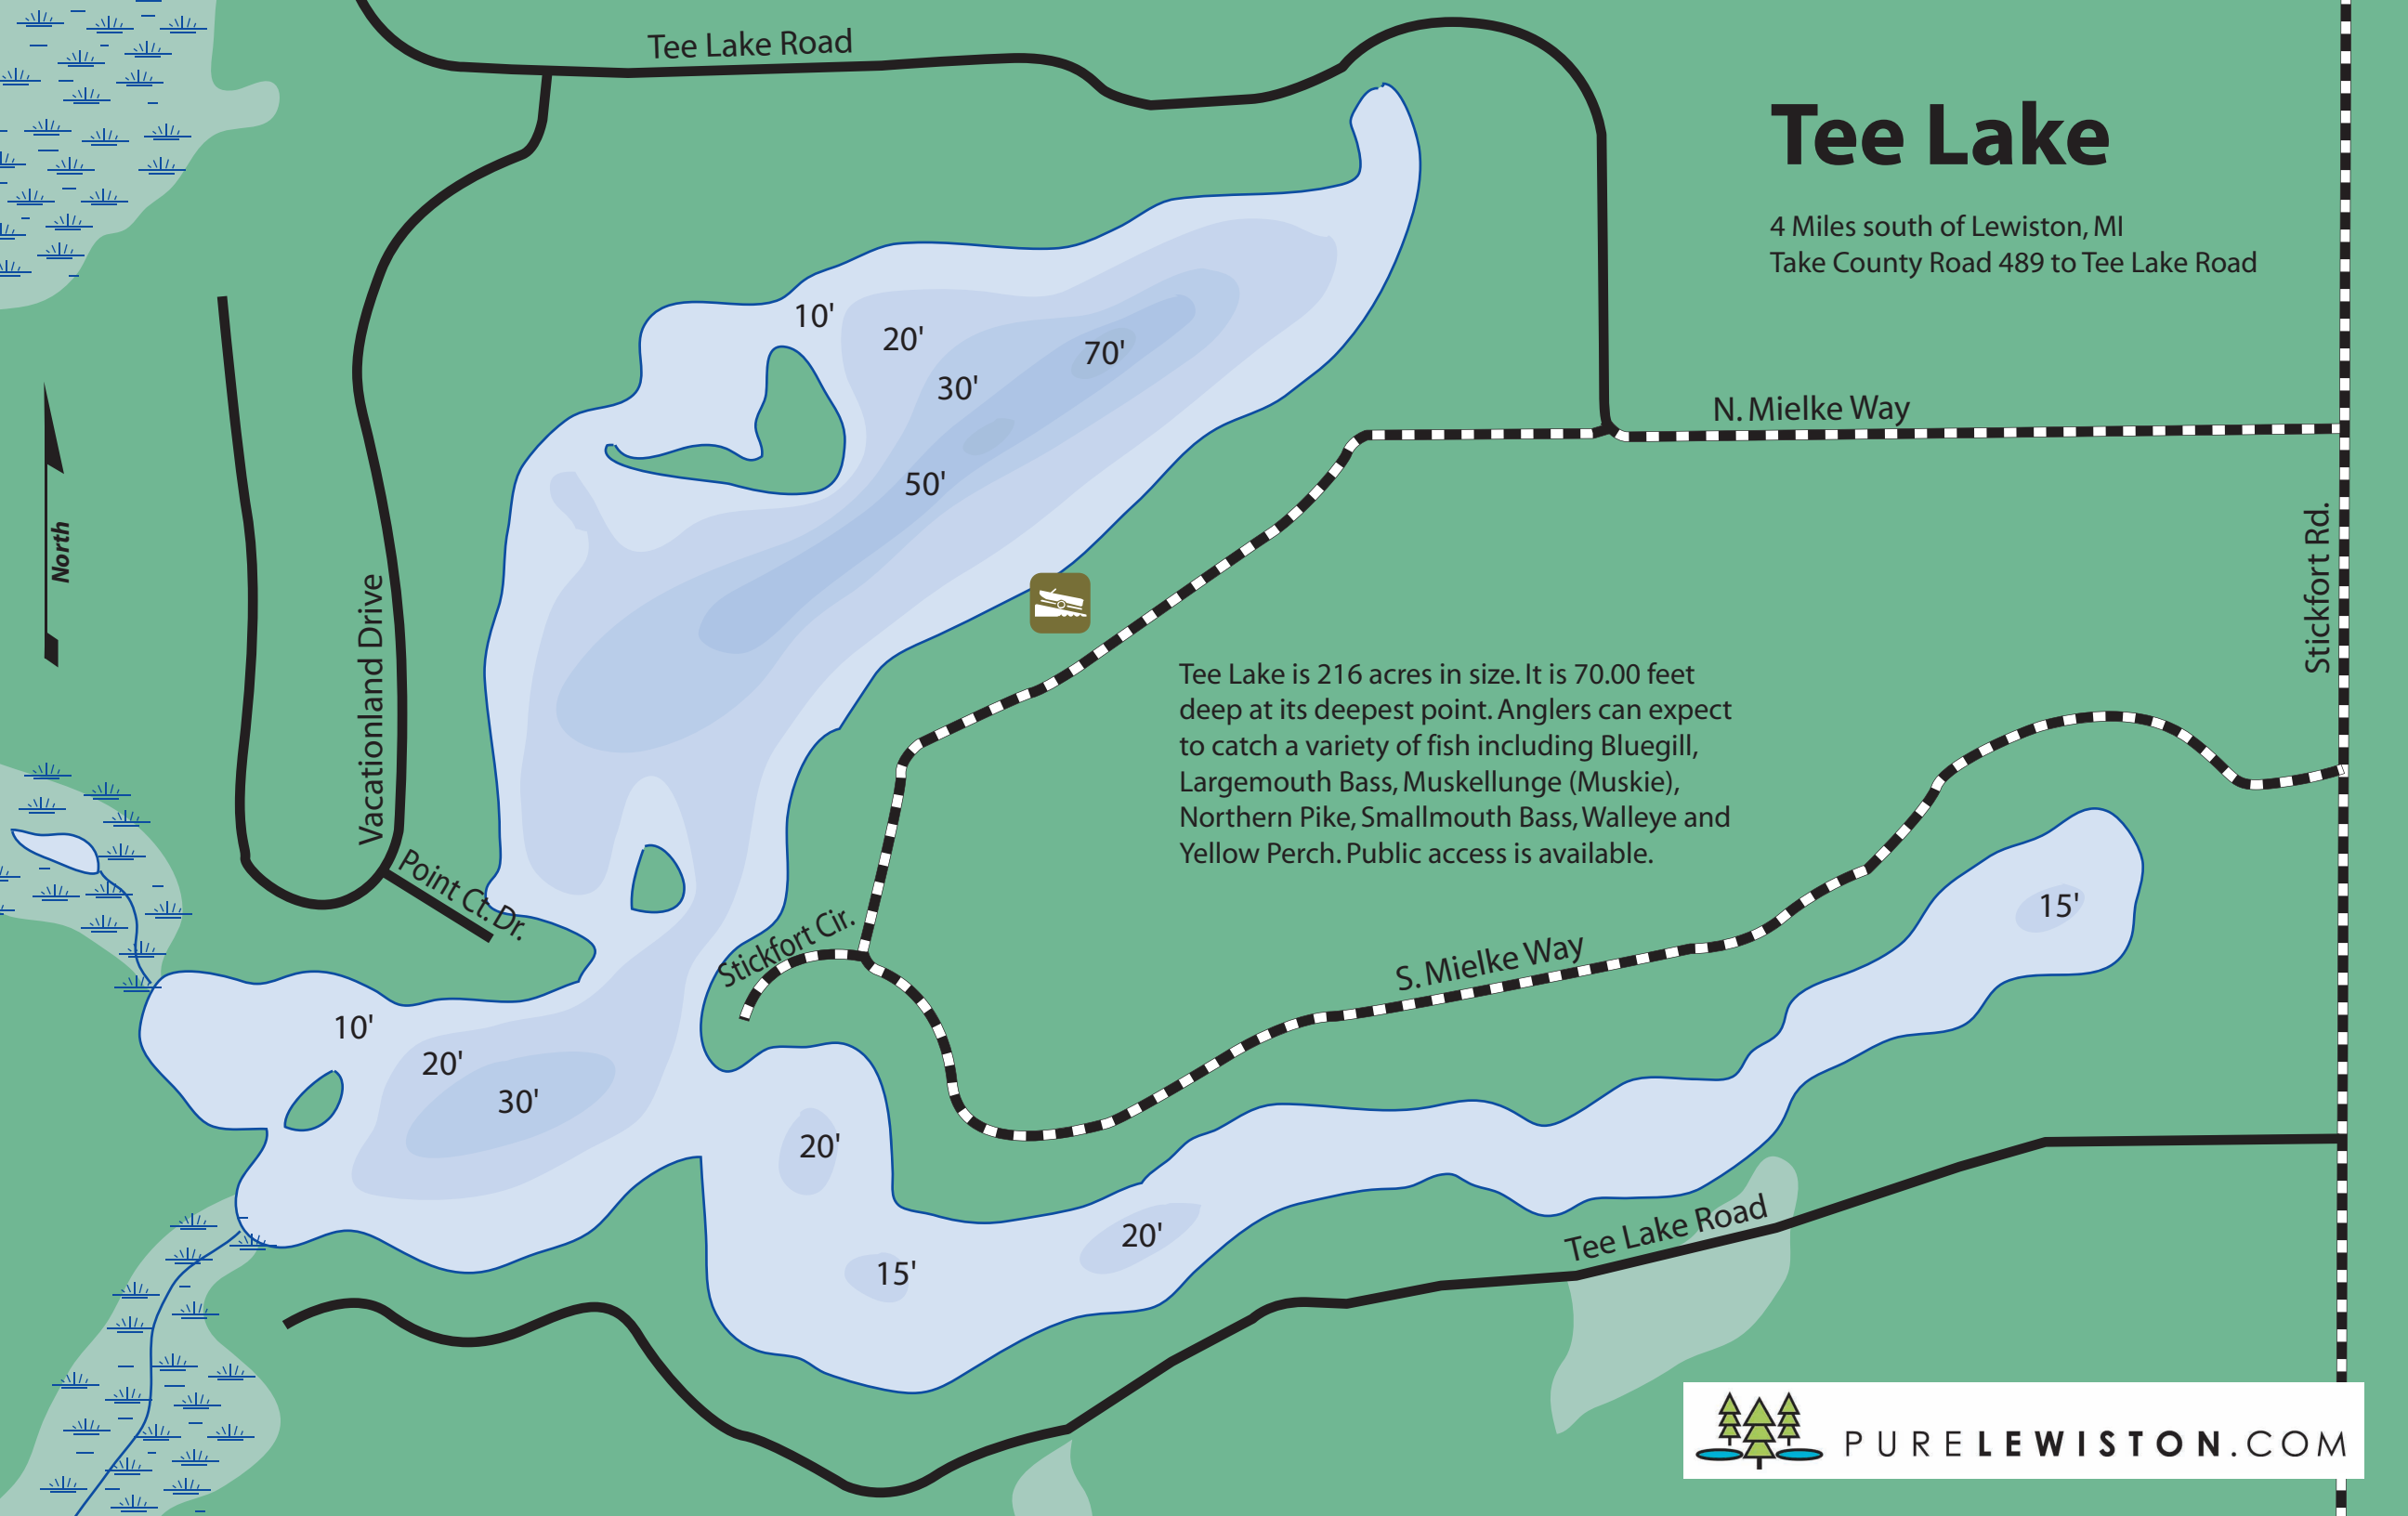 Tee Lake Road
Tee Lake
4 Miles south of Lewiston, MI
Take County Road 489 to Tee Lake Road
10'
20'
30'
70'
50'
N. Mielke Way
North
Stickfort Rd.
Vacationland Drive
Tee Lake is 216 acres in size. It is 70.00 feet
deep at its deepest point. Anglers can expect
to catch a variety of fish including Bluegill,
Largemouth Bass, Muskellunge (Muskie),
Northern Pike, Smallmouth Bass, Walleye and
Yellow Perch. Public access is available.
Point Ct. Dr.
Stickfort Cir.
S. Mielke Way
15'
10'
20'
30'
20'
20'
15'
Tee Lake Road
PURELEWISTON.COM